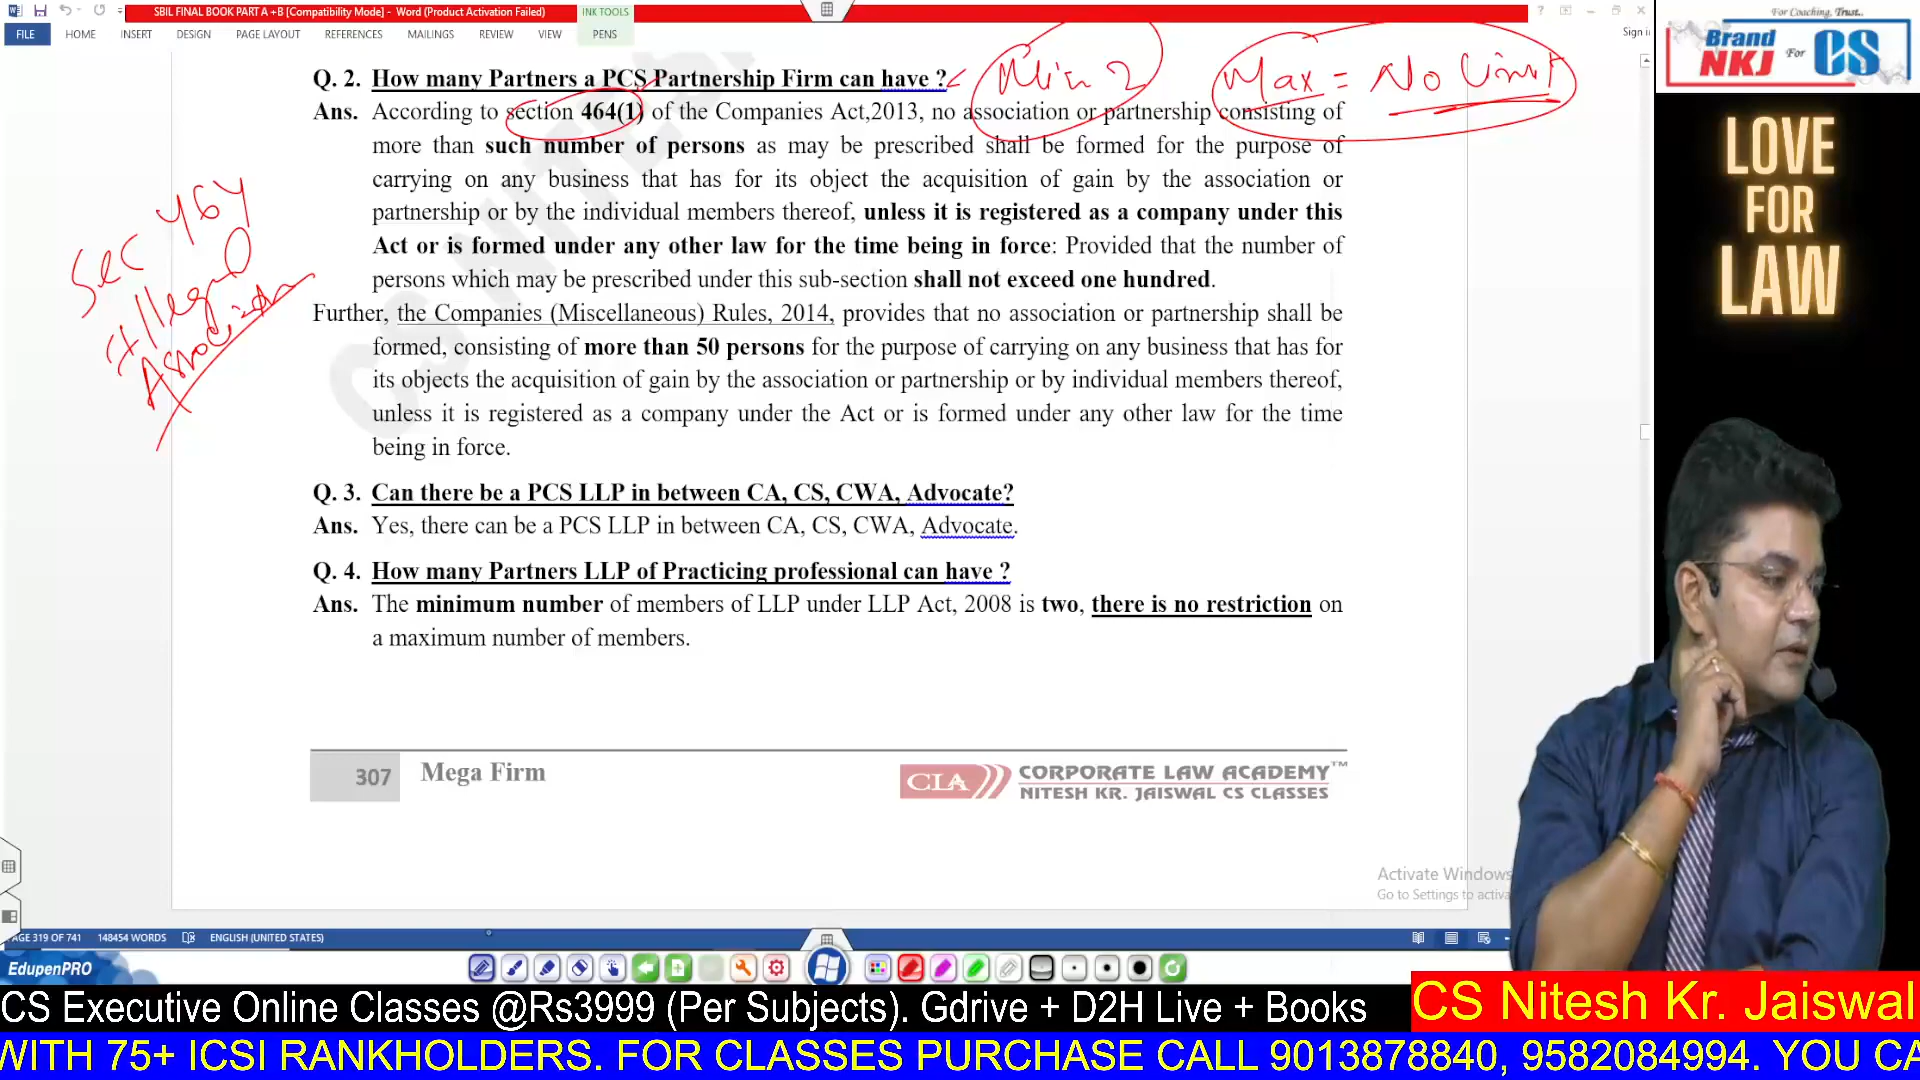 SBIL FINAL BOOK PART A +B [Compatibility Mode] - Word (Product Activation Failed)
INK TOOLS
FILE HOME INSERT DESIGN PAGE LAYOUT REFERENCES MAILINGS REVIEW VIEW PENS
Sign i
For Coaching, Trust..
Brand NKJ For CS
Min 2
Max = No Limit
Q. 2. How many Partners a PCS Partnership Firm can have ?
Ans. According to section 464(1) of the Companies Act,2013, no association or partnership consisting of
more than such number of persons as may be prescribed shall be formed for the purpose of
carrying on any business that has for its object the acquisition of gain by the association or
partnership or by the individual members thereof, unless it is registered as a company under this
Act or is formed under any other law for the time being in force: Provided that the number of
persons which may be prescribed under this sub-section shall not exceed one hundred.
Sec 464
Illegal
Association
Further, the Companies (Miscellaneous) Rules, 2014, provides that no association or partnership shall be
formed, consisting of more than 50 persons for the purpose of carrying on any business that has for
its objects the acquisition of gain by the association or partnership or by individual members thereof,
unless it is registered as a company under the Act or is formed under any other law for the time
being in force.
Q. 3. Can there be a PCS LLP in between CA, CS, CWA, Advocate?
Ans. Yes, there can be a PCS LLP in between CA, CS, CWA, Advocate.
Q. 4. How many Partners LLP of Practicing professional can have ?
Ans. The minimum number of members of LLP under LLP Act, 2008 is two, there is no restriction on
a maximum number of members.
307 Mega Firm
CLA CORPORATE LAW ACADEMY™
NITESH KR. JAISWAL CS CLASSES
LOVE
FOR
LAW
Activate Windows
Go to Settings to activa
PAGE 319 OF 741 148454 WORDS ENGLISH (UNITED STATES)
EdupenPRO
CS Executive Online Classes @Rs3999 (Per Subjects). Gdrive + D2H Live + Books
CS Nitesh Kr. Jaiswal
WITH 75+ ICSI RANKHOLDERS. FOR CLASSES PURCHASE CALL 9013878840, 9582084994. YOU CA